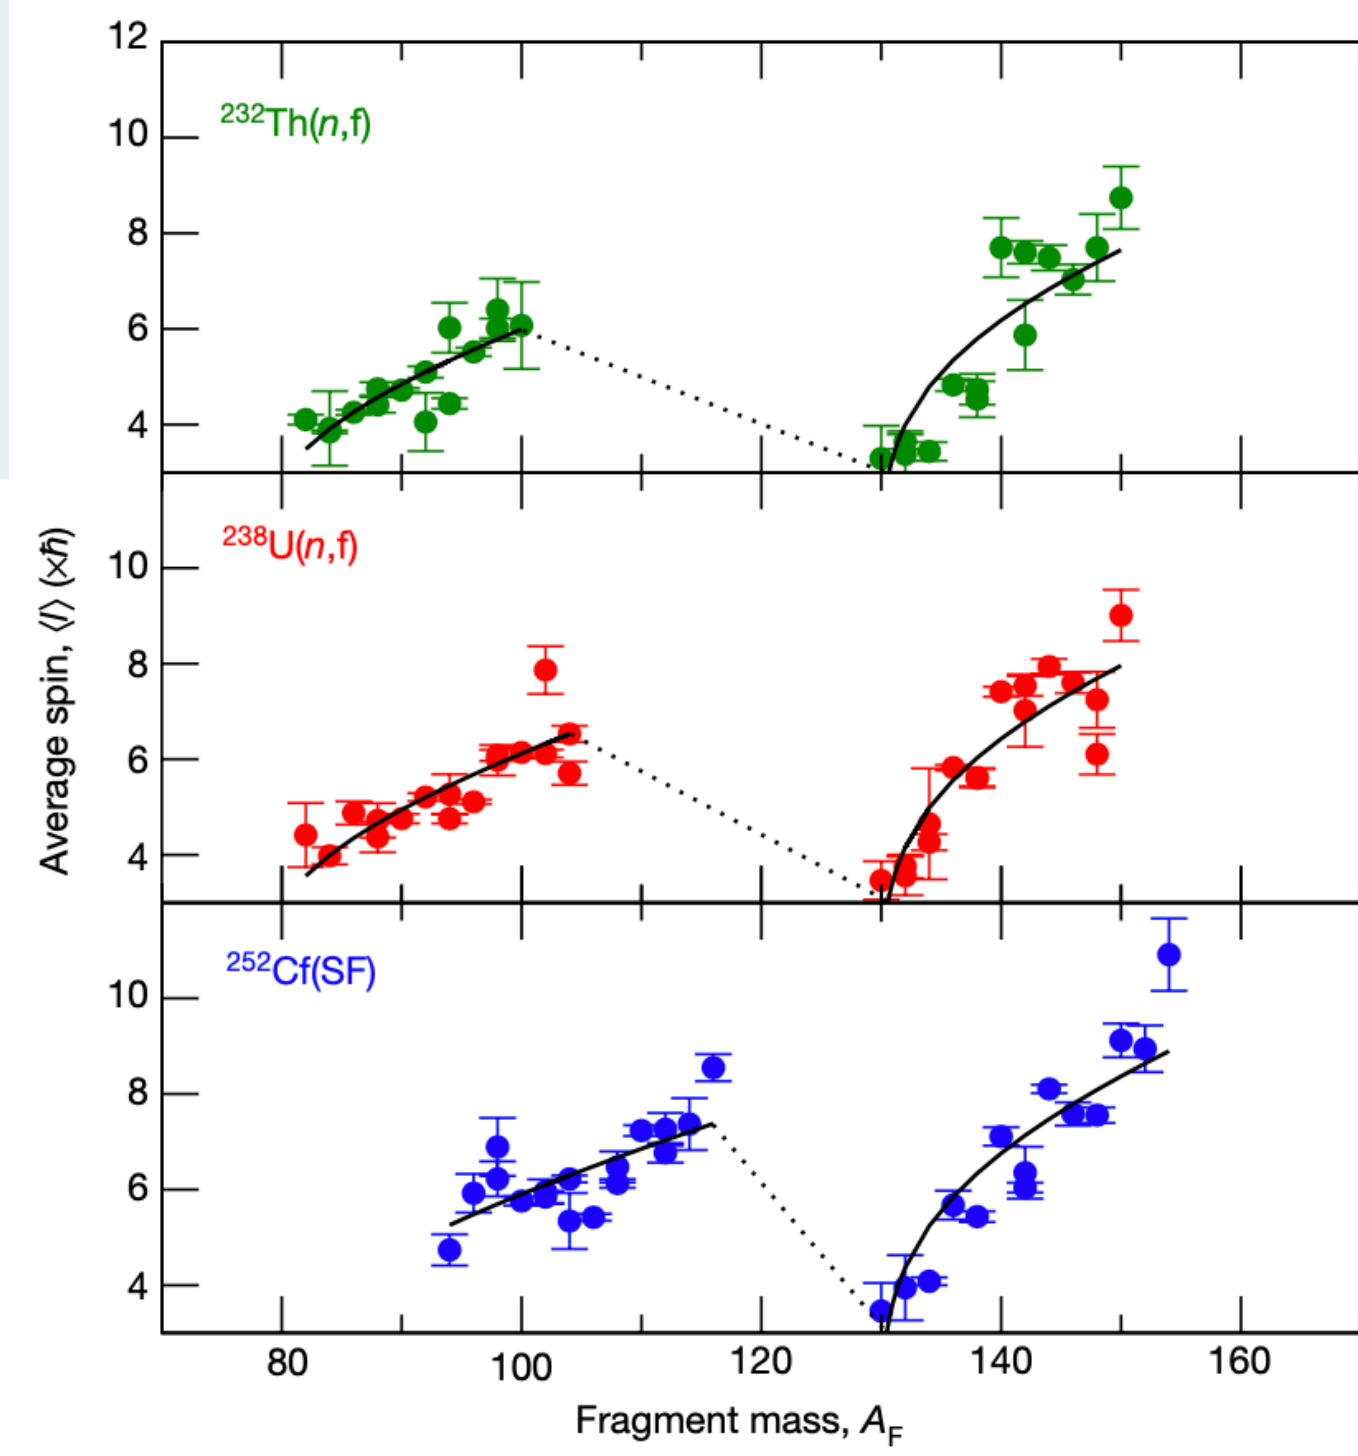 12
10
8
6
4
²³²Th(n,f)
10
8
6
4
²³⁸U(n,f)
10
8
6
4
²⁵²Cf(SF)
Average spin, ⟨I⟩ (×ℏ)
80 100 120 140 160
Fragment mass, A_F